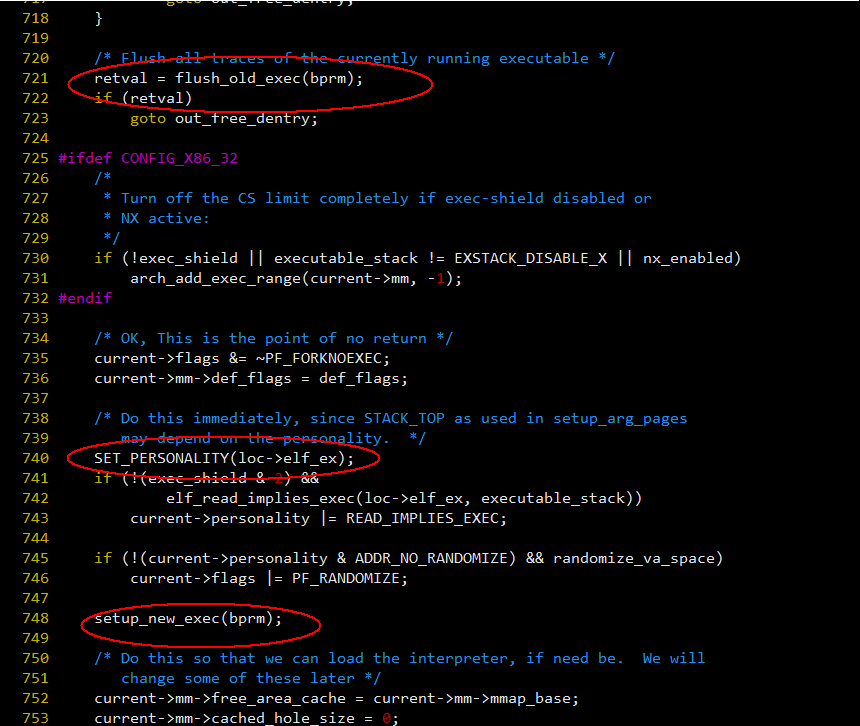 717 goto out_free_dentry;
718     }
719
720     /* Flush all traces of the currently running executable */
721     retval = flush_old_exec(bprm);
722     if (retval)
723         goto out_free_dentry;
724
725 #ifdef CONFIG_X86_32
726     /*
727      * Turn off the CS limit completely if exec-shield disabled or
728      * NX active:
729      */
730     if (!exec_shield || executable_stack != EXSTACK_DISABLE_X || nx_enabled)
731         arch_add_exec_range(current->mm, -1);
732 #endif
733
734     /* OK, This is the point of no return */
735     current->flags &= ~PF_FORKNOEXEC;
736     current->mm->def_flags = def_flags;
737
738     /* Do this immediately, since STACK_TOP as used in setup_arg_pages
739        may depend on the personality.  */
740     SET_PERSONALITY(loc->elf_ex);
741     if (!(exec_shield & 2) &&
742             elf_read_implies_exec(loc->elf_ex, executable_stack))
743         current->personality |= READ_IMPLIES_EXEC;
744
745     if (!(current->personality & ADDR_NO_RANDOMIZE) && randomize_va_space)
746         current->flags |= PF_RANDOMIZE;
747
748     setup_new_exec(bprm);
749
750     /* Do this so that we can load the interpreter, if need be.  We will
751        change some of these later */
752     current->mm->free_area_cache = current->mm->mmap_base;
753     current->mm->cached_hole_size = 0;